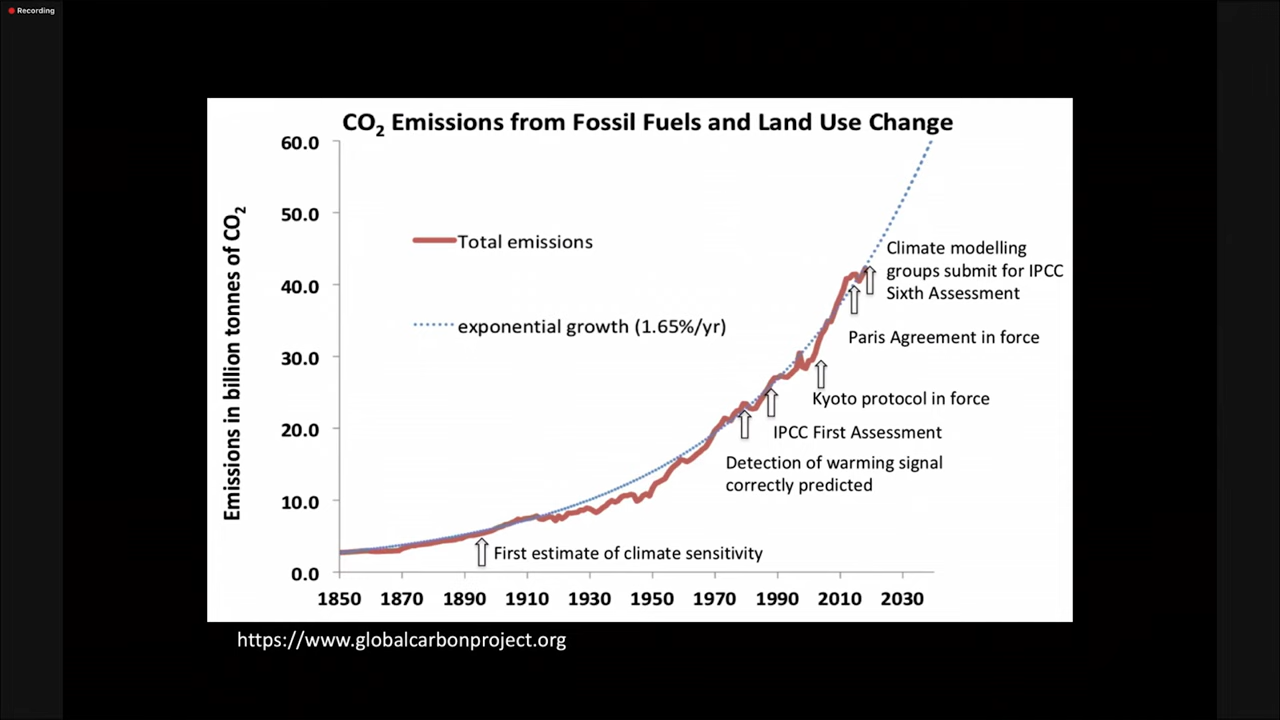 Recording
CO₂ Emissions from Fossil Fuels and Land Use Change
60.0
50.0
40.0
30.0
20.0
10.0
0.0
Emissions in billion tonnes of CO₂
Total emissions
exponential growth (1.65%/yr)
Climate modelling
groups submit for IPCC
Sixth Assessment
Paris Agreement in force
Kyoto protocol in force
IPCC First Assessment
Detection of warming signal
correctly predicted
First estimate of climate sensitivity
1850 1870 1890 1910 1930 1950 1970 1990 2010 2030
https://www.globalcarbonproject.org